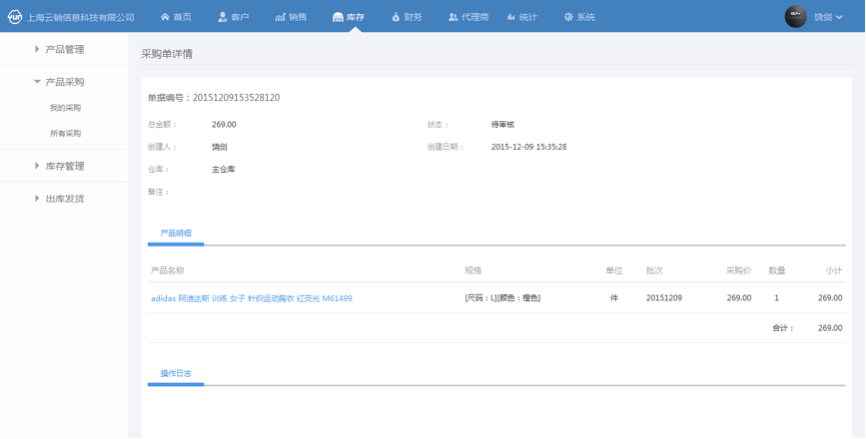 yun 上海云销信息科技有限公司 首页 客户 销售 库存 财务 代理商 统计 系统 饶剑
产品管理
产品采购
我的采购
所有采购
库存管理
出库发货
采购单详情
单据编号：20151209153528120
总金额： 269.00 状态： 待审核
创建人： 饶剑 创建日期： 2015-12-09 15:35:28
仓库： 主仓库
备注：
产品明细
产品名称 规格 单位 批次 采购价 数量 小计
adidas 阿迪达斯 训练 女子 针织运动胸衣 红荧光 M61499 [尺码：L][颜色：橙色] 件 20151209 269.00 1 269.00
合计： 269.00
操作日志